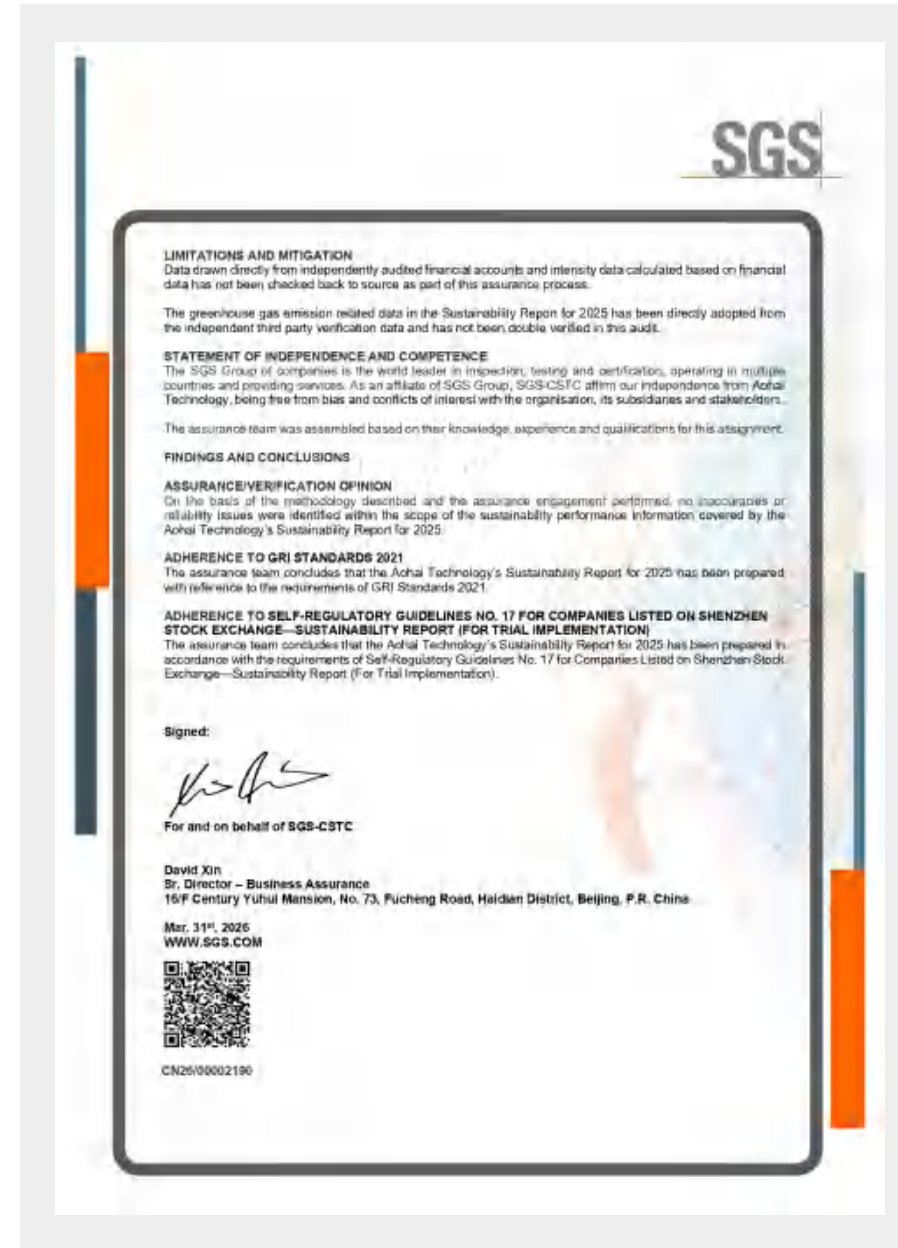 SGS
LIMITATIONS AND MITIGATION
Data drawn directly from independently audited financial accounts and intensity data calculated based on financial
data has not been checked back to source as part of this assurance process.
The greenhouse gas emission related data in the Sustainability Report for 2025 has been directly adopted from
the independent third party verification data and has not been double verified in this audit.
STATEMENT OF INDEPENDENCE AND COMPETENCE
The SGS Group of companies is the world leader in inspection, testing and certification, operating in multiple
countries and providing services. As an affiliate of SGS Group, SGS-CSTC affirm our independence from Aohai
Technology, being free from bias and conflicts of interest with the organisation, its subsidiaries and stakeholders.
The assurance team was assembled based on their knowledge, experience and qualifications for this assignment.
FINDINGS AND CONCLUSIONS
ASSURANCE/VERIFICATION OPINION
On the basis of the methodology described and the assurance engagement performed, no inaccuracies or
reliability issues were identified within the scope of the sustainability performance information covered by the
Aohai Technology's Sustainability Report for 2025.
ADHERENCE TO GRI STANDARDS 2021
The assurance team concludes that the Aohai Technology's Sustainability Report for 2025 has been prepared
with reference to the requirements of GRI Standards 2021.
ADHERENCE TO SELF-REGULATORY GUIDELINES NO. 17 FOR COMPANIES LISTED ON SHENZHEN
STOCK EXCHANGE—SUSTAINABILITY REPORT (FOR TRIAL IMPLEMENTATION)
The assurance team concludes that the Aohai Technology's Sustainability Report for 2025 has been prepared in
accordance with the requirements of Self-Regulatory Guidelines No. 17 for Companies Listed on Shenzhen Stock
Exchange—Sustainability Report (For Trial Implementation).
Signed:
For and on behalf of SGS-CSTC
David Xin
Sr. Director – Business Assurance
16/F Century Yuhui Mansion, No. 73, Fucheng Road, Haidian District, Beijing, P.R. China
Mar. 31st, 2026
WWW.SGS.COM
CN26/00002190